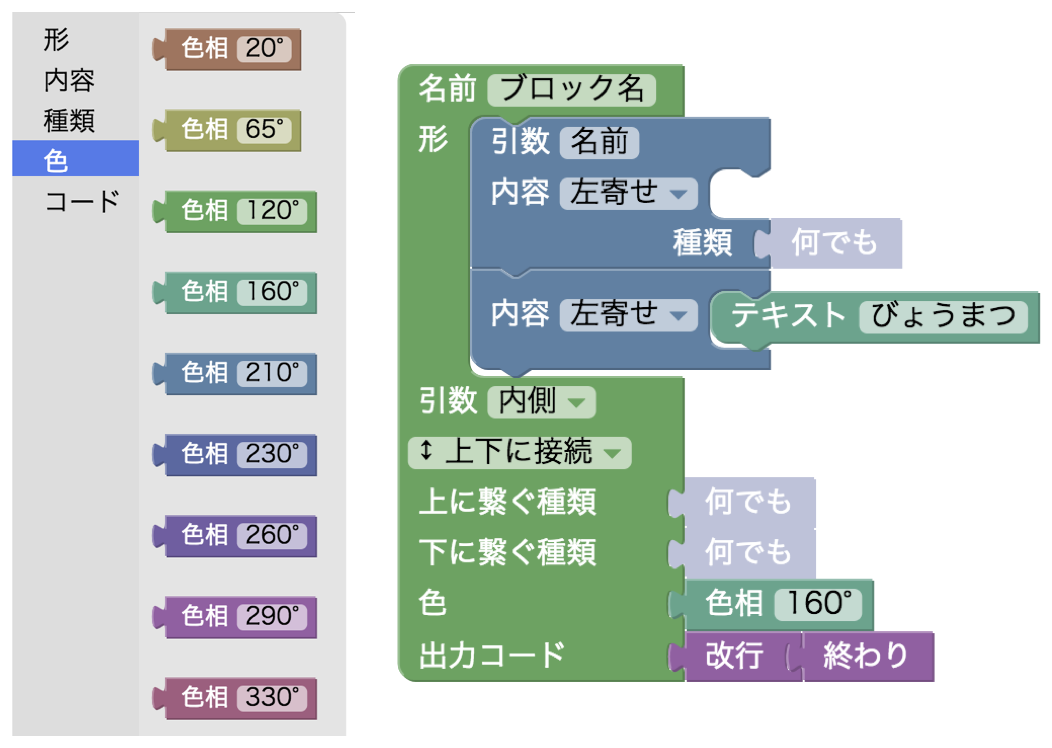 形
内容
種類
色
コード
色相 20°
色相 65°
色相 120°
色相 160°
色相 210°
色相 230°
色相 260°
色相 290°
色相 330°
名前 ブロック名
形
引数 名前
内容 左寄せ
種類 何でも
内容 左寄せ テキスト びょうまつ
引数 内側
↕ 上下に接続
上に繋ぐ種類 何でも
下に繋ぐ種類 何でも
色 色相 160°
出力コード 改行 終わり